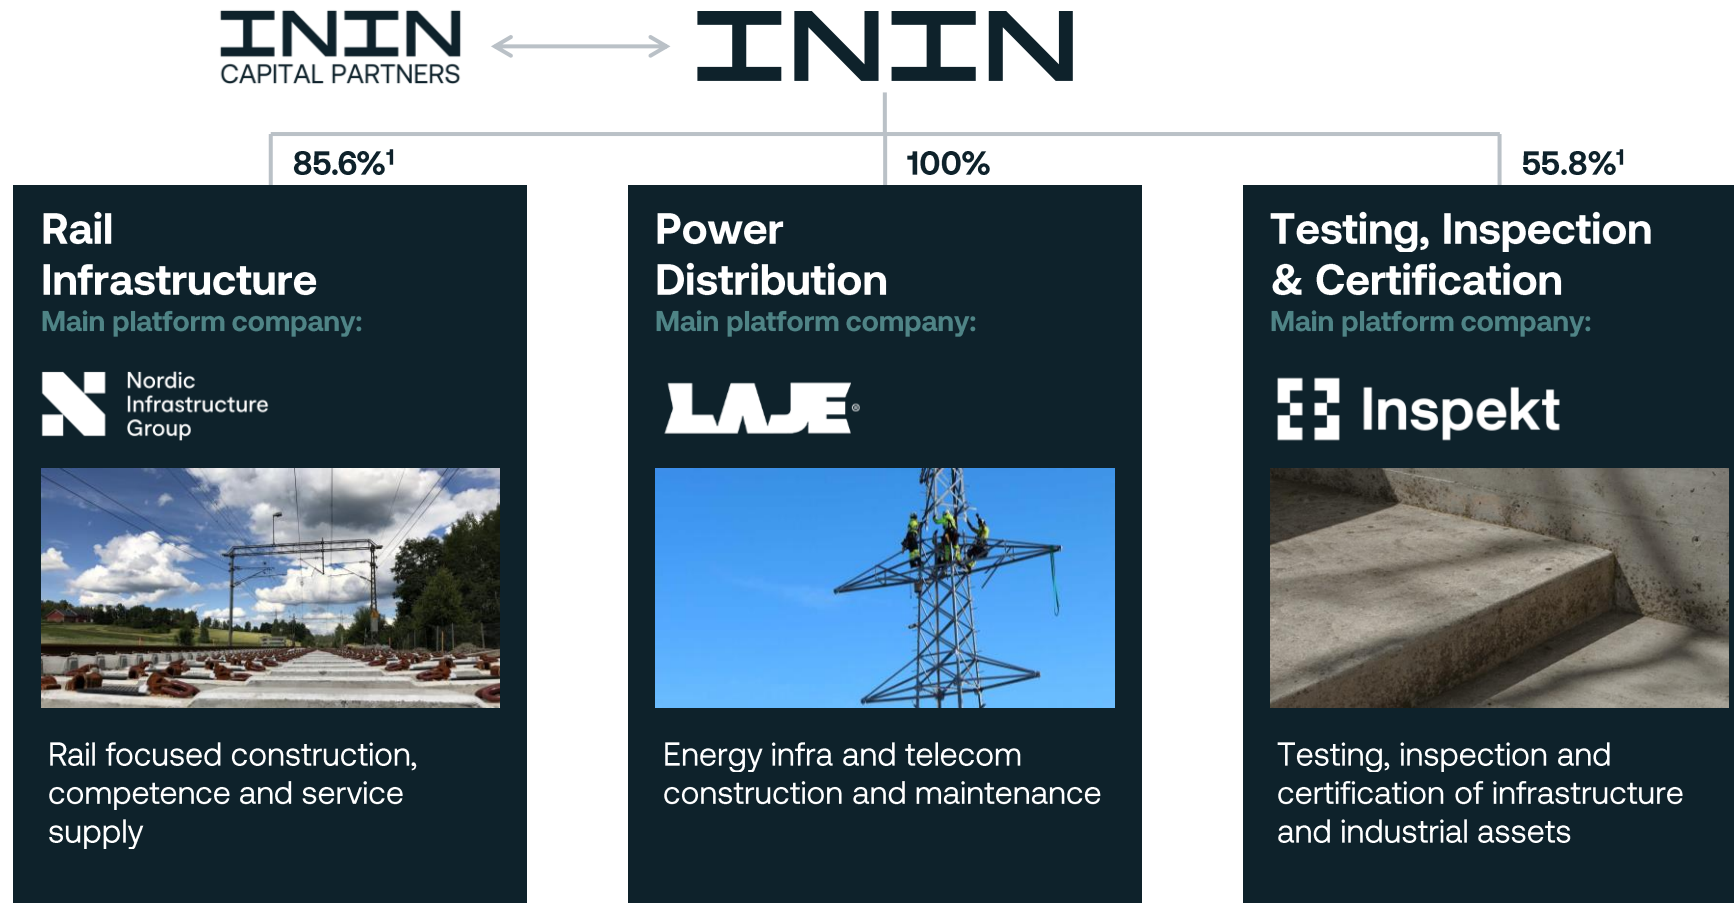 ININ
CAPITAL PARTNERS
ININ
85.6%¹
100%
55.8%¹
Rail
Infrastructure
Main platform company:
Nordic
Infrastructure
Group
Rail focused construction,
competence and service
supply
Power
Distribution
Main platform company:
LAJE®
Energy infra and telecom
construction and maintenance
Testing, Inspection
& Certification
Main platform company:
Inspekt
Testing, inspection and
certification of infrastructure
and industrial assets